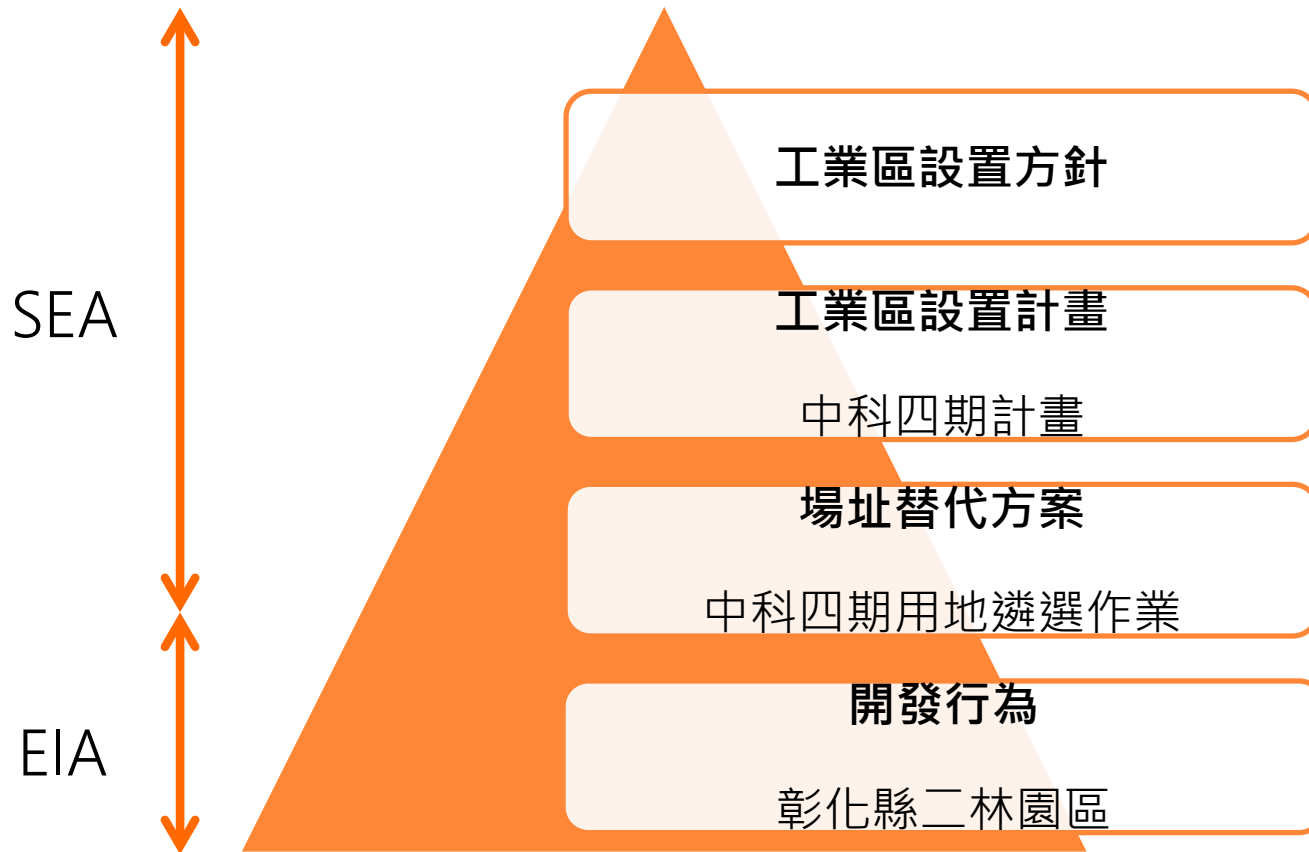 SEA
工業區設置方針
工業區設置計畫
中科四期計畫
場址替代方案
中科四期用地遴選作業
EIA
開發行為
彰化縣二林園區